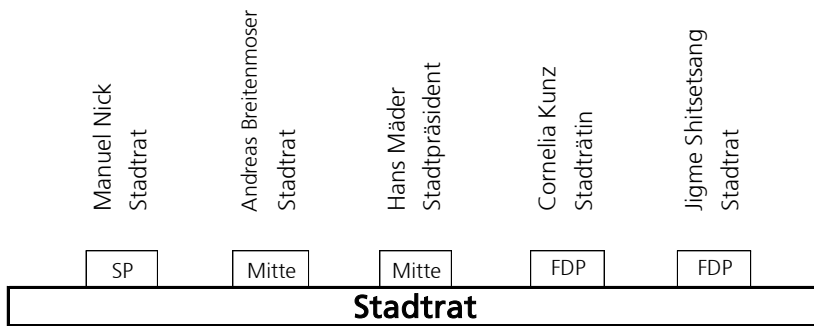 Manuel Nick
Stadtrat
Andreas Breitenmoser
Stadtrat
Hans Mäder
Stadtpräsident
Cornelia Kunz
Stadträtin
Jigme Shitsetsang
Stadtrat
SP
Mitte
Mitte
FDP
FDP
Stadtrat